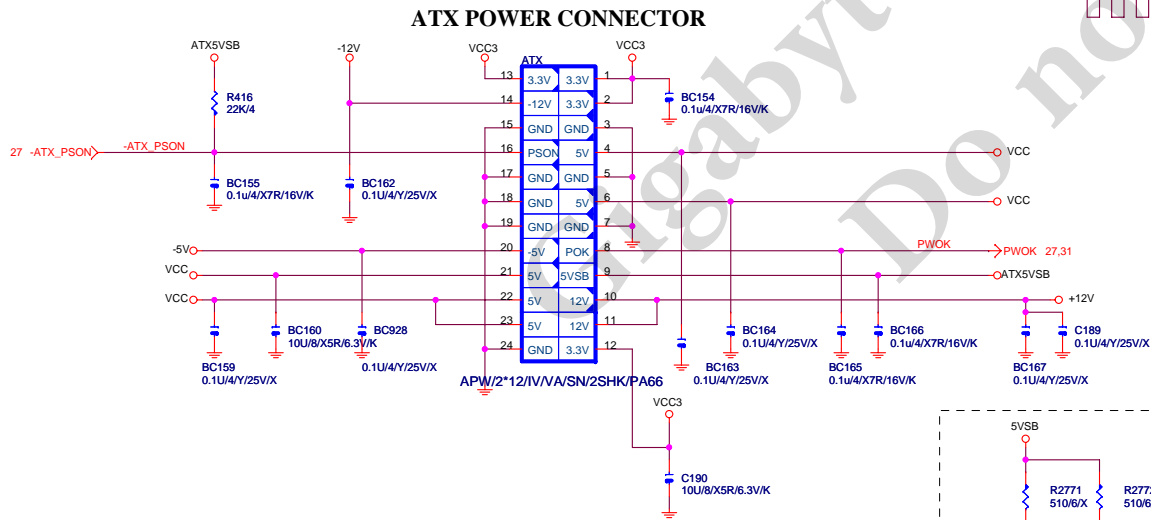 ATX POWER CONNECTOR
ATX5VSB
-12V
VCC3
VCC3
ATX
R416
22K/4
BC154
0.1u/4/X7R/16V/K
27 -ATX_PSON
-ATX_PSON
BC155
0.1u/4/X7R/16V/K
BC162
0.1U/4/Y/25V/X
13 3.3V 3.3V 1
14 -12V 3.3V 2
15 GND GND 3
16 PSON 5V 4
17 GND GND 5
18 GND 5V 6
19 GND GND 7
20 -5V POK 8
21 5V 5VSB 9
22 5V 12V 10
23 5V 12V 11
24 GND 3.3V 12
VCC
VCC
PWOK
PWOK 27,31
ATX5VSB
+12V
-5V
VCC
VCC
BC159
0.1U/4/Y/25V/X
BC160
10U/8/X5R/6.3V/K
BC928
0.1U/4/Y/25V/X
APW/2*12/IV/VA/SN/2SHK/PA66
BC163
0.1U/4/Y/25V/X
BC164
0.1U/4/Y/25V/X
BC165
0.1u/4/X7R/16V/K
BC166
0.1u/4/X7R/16V/K
BC167
0.1U/4/Y/25V/X
C189
0.1U/4/Y/25V/X
VCC3
C190
10U/8/X5R/6.3V/K
5VSB
R2771
510/6/X
R2772
510/6
Gigabyt
Do no